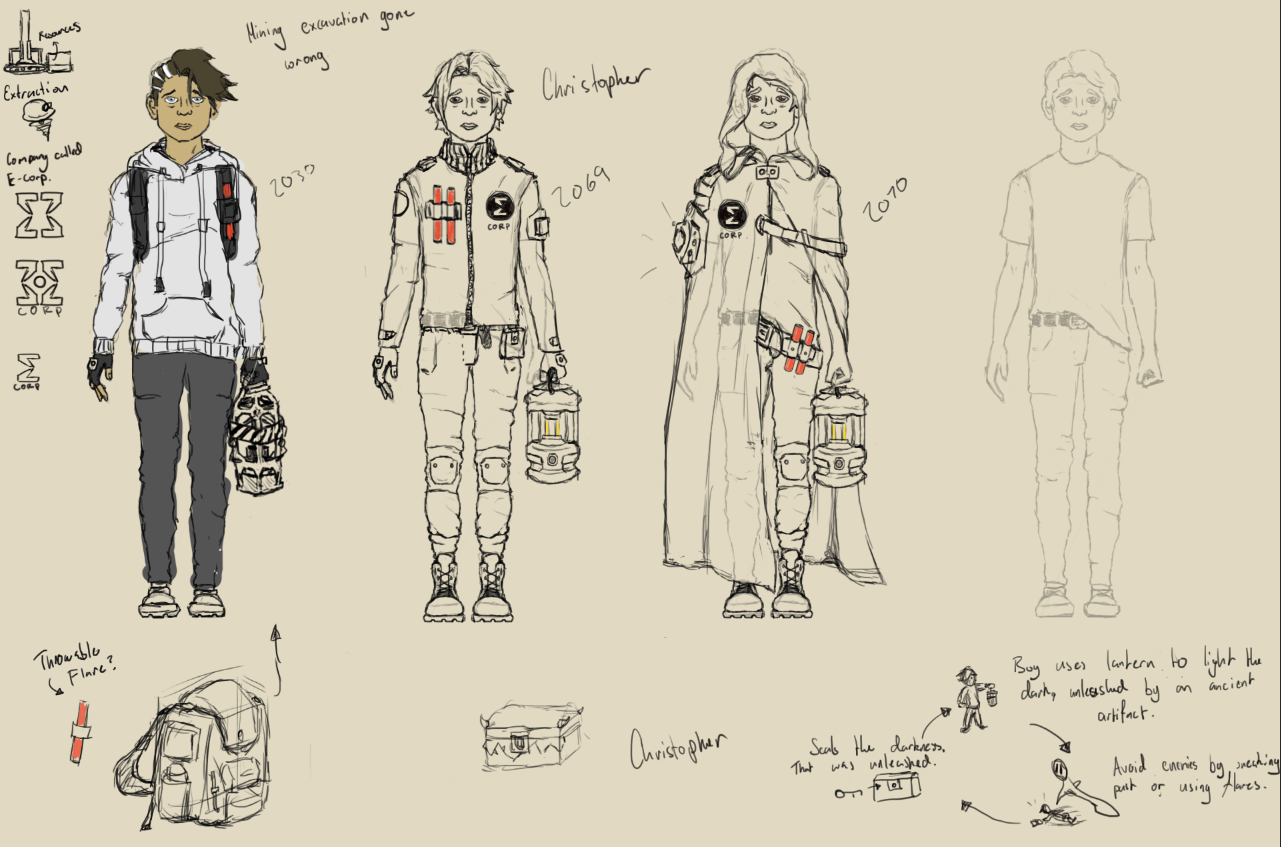 Resources
Extraction
Company called
E-corp.
CORP
CORP
Mining excavation gone
wrong
Christopher
2069
CORP
2070
CORP.
Throwable
Flare?
Christopher
Boy uses lantern to light the
dark, unleashed by an ancient
artifact.
Avoid enemies by sneaking
past or using flares.
Seals the darkness.
That was unleashed.